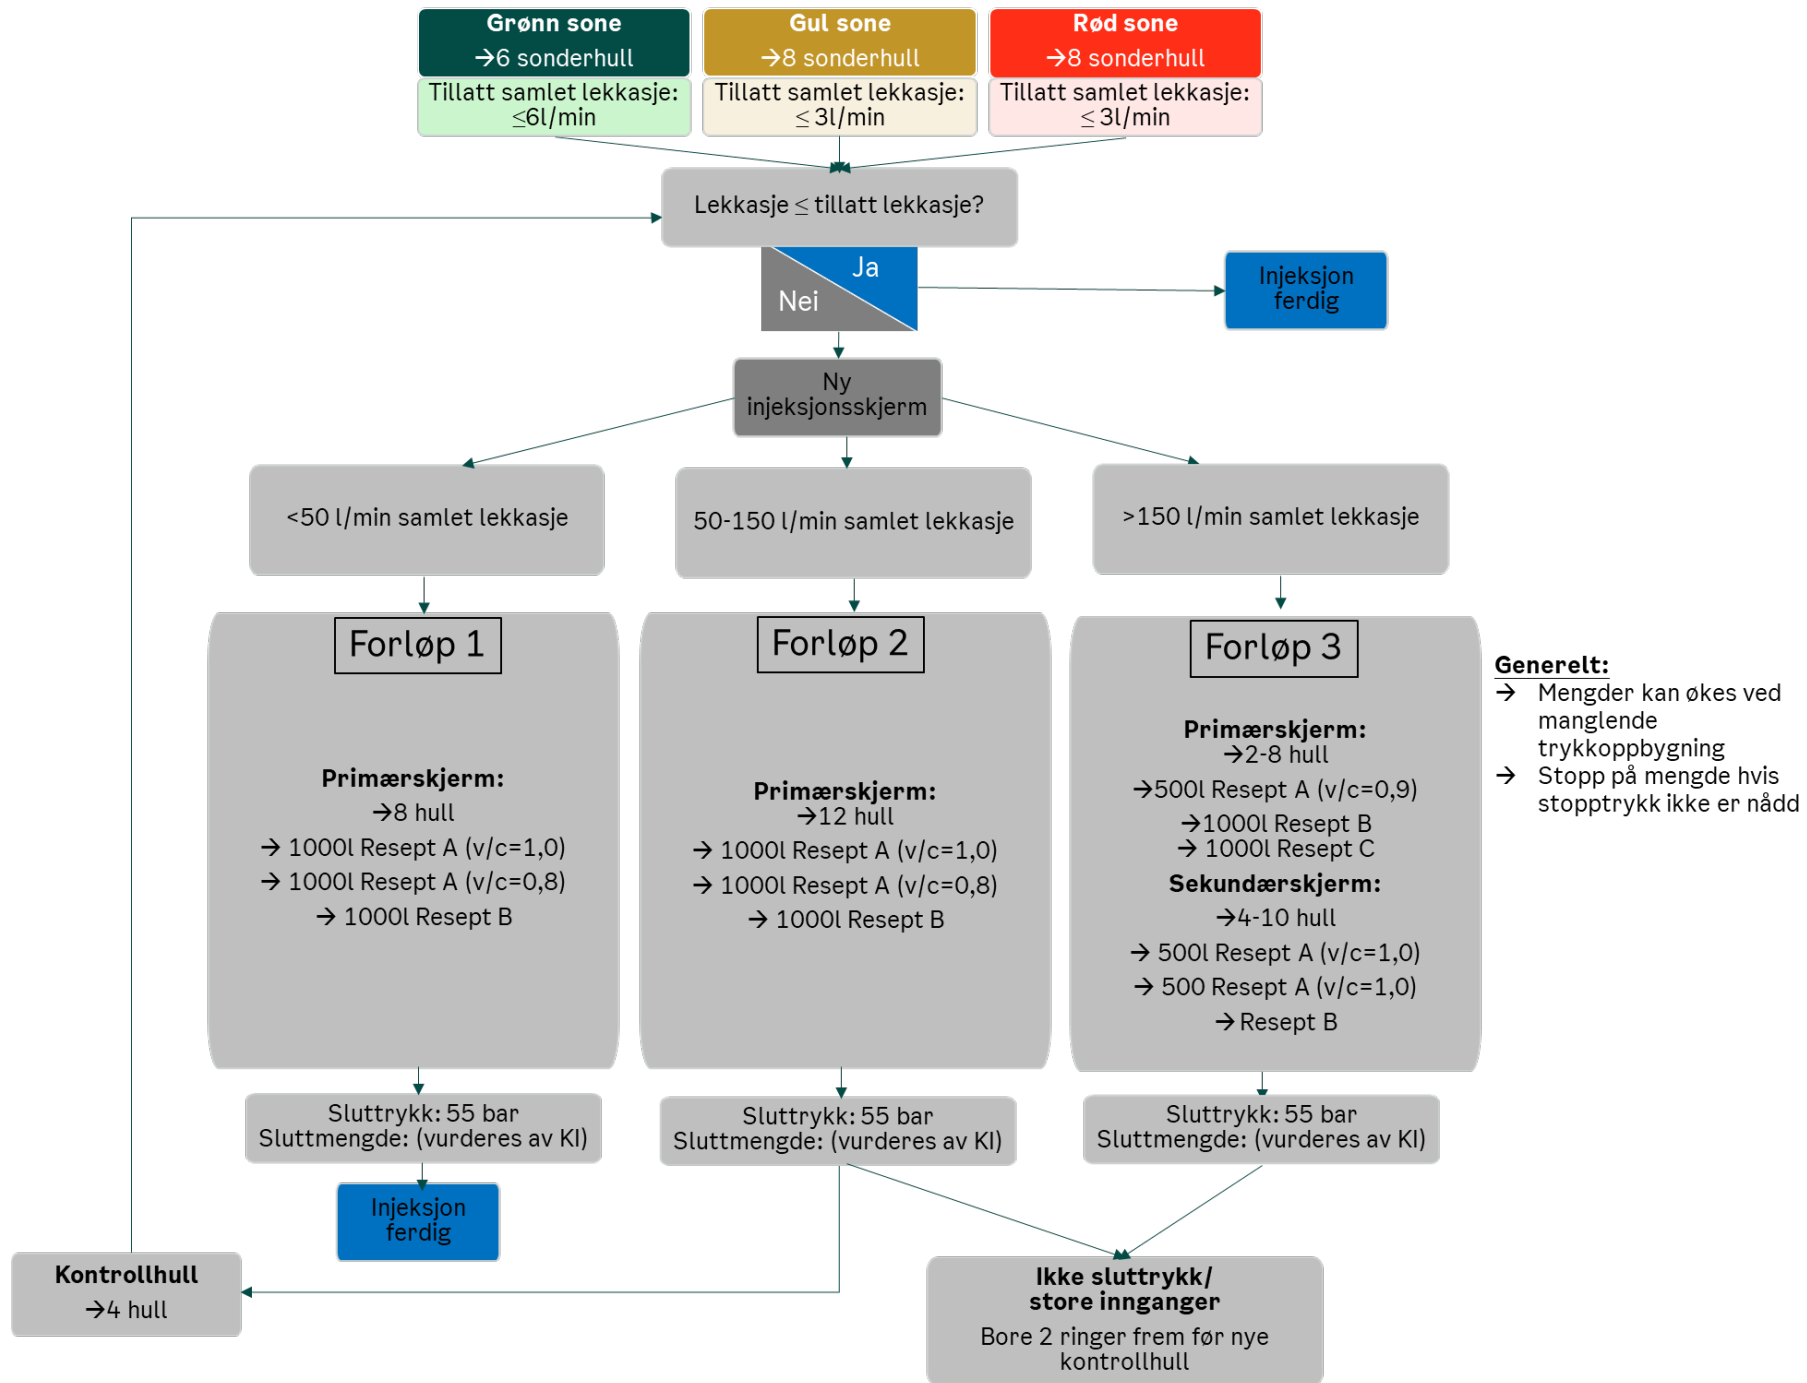 Grønn sone
→6 sonderhull
Tillatt samlet lekkasje:
≤6l/min
Gul sone
→8 sonderhull
Tillatt samlet lekkasje:
≤ 3l/min
Rød sone
→8 sonderhull
Tillatt samlet lekkasje:
≤ 3l/min
Lekkasje ≤ tillatt lekkasje?
Ja
Nei
Injeksjon
ferdig
Ny
injeksjonsskjerm
<50 l/min samlet lekkasje
50-150 l/min samlet lekkasje
>150 l/min samlet lekkasje
Forløp 1
Primærskjerm:
→8 hull
→ 1000l Resept A (v/c=1,0)
→ 1000l Resept A (v/c=0,8)
→ 1000l Resept B
Forløp 2
Primærskjerm:
→12 hull
→ 1000l Resept A (v/c=1,0)
→ 1000l Resept A (v/c=0,8)
→ 1000l Resept B
Forløp 3
Primærskjerm:
→2-8 hull
→500l Resept A (v/c=0,9)
→1000l Resept B
→ 1000l Resept C
Sekundærskjerm:
→4-10 hull
→ 500l Resept A (v/c=1,0)
→ 500 Resept A (v/c=1,0)
→Resept B
Generelt:
→ Mengder kan økes ved
manglende
trykkoppbygning
→ Stopp på mengde hvis
stopptrykk ikke er nådd
Sluttrykk: 55 bar
Sluttmengde: (vurderes av KI)
Sluttrykk: 55 bar
Sluttmengde: (vurderes av KI)
Sluttrykk: 55 bar
Sluttmengde: (vurderes av KI)
Injeksjon
ferdig
Kontrollhull
→4 hull
Ikke sluttrykk/
store innganger
Bore 2 ringer frem før nye
kontrollhull